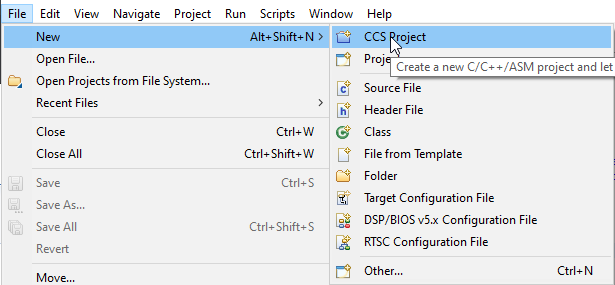 File Edit View Navigate Project Run Scripts Window Help
New Alt+Shift+N
Open File...
Open Projects from File System...
Recent Files
Close Ctrl+W
Close All Ctrl+Shift+W
Save Ctrl+S
Save As...
Save All Ctrl+Shift+S
Revert
Move...
CCS Project
Proje
Create a new C/C++/ASM project and let
Source File
Header File
Class
File from Template
Folder
Target Configuration File
DSP/BIOS v5.x Configuration File
RTSC Configuration File
Other... Ctrl+N